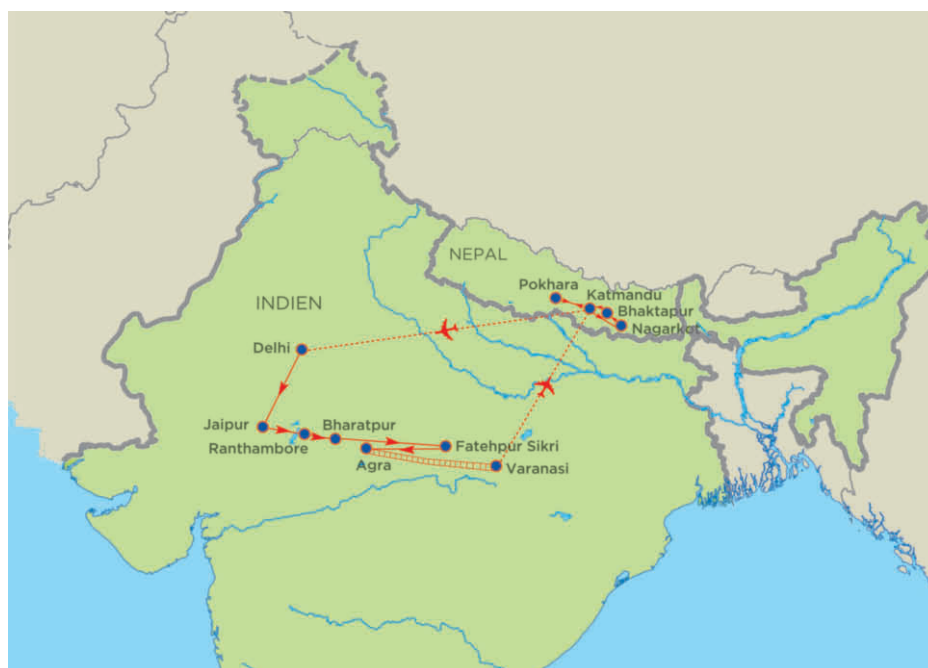 NEPAL
Pokhara
Katmandu
Bhaktapur
Nagarkot
INDIEN
Delhi
Jaipur
Bharatpur
Ranthambore
Fatehpur Sikri
Agra
Varanasi